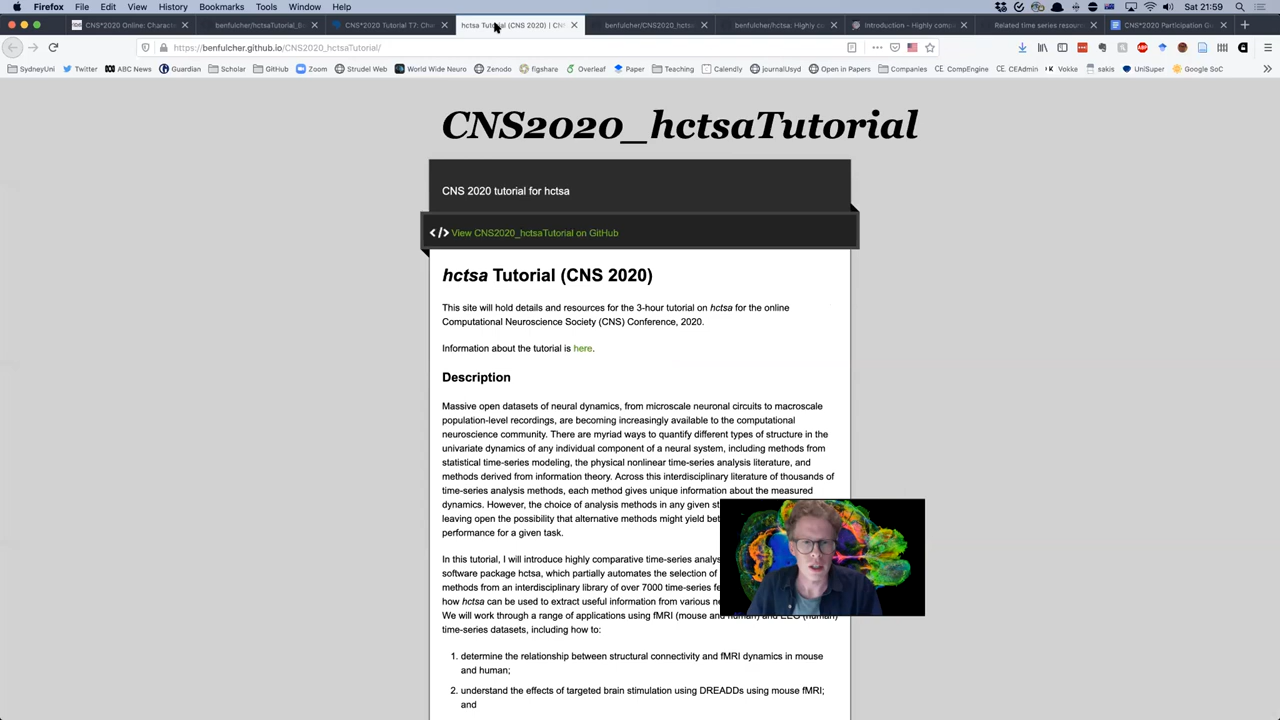 Firefox File Edit View History Bookmarks Tools Window Help
Sat 21:59
CNS*2020 Online: Characte
benfulcher/hctsaTutorial_B
CNS*2020 Tutorial T7: Che
hctsa Tutorial (CNS 2020) | CN
benfulcher/CNS2020_hctsa
benfulcher/hctsa: Highly co
Introduction - Highly compa
Related time series resour
CNS*2020 Participation Gu
https://benfulcher.github.io/CNS2020_hctsaTutorial/
SydneyUni Twitter ABC News Guardian Scholar GitHub Zoom Strudel Web World Wide Neuro Zenodo figshare Overleaf Paper Teaching Calendly journalUsyd Open in Papers Companies CE CompEngine CE CEAdmin Vokke sakis UniSuper Google SoC
CNS2020_hctsaTutorial
CNS 2020 tutorial for hctsa
</> View CNS2020_hctsaTutorial on GitHub
hctsa Tutorial (CNS 2020)
This site will hold details and resources for the 3-hour tutorial on hctsa for the online
Computational Neuroscience Society (CNS) Conference, 2020.
Information about the tutorial is here.
Description
Massive open datasets of neural dynamics, from microscale neuronal circuits to macroscale
population-level recordings, are becoming increasingly available to the computational
neuroscience community. There are myriad ways to quantify different types of structure in the
univariate dynamics of any individual component of a neural system, including methods from
statistical time-series modeling, the physical nonlinear time-series analysis literature, and
methods derived from information theory. Across this interdisciplinary literature of thousands of
time-series analysis methods, each method gives unique information about the measured
dynamics. However, the choice of analysis methods in any given st
leaving open the possibility that alternative methods might yield bet
performance for a given task.
In this tutorial, I will introduce highly comparative time-series analys
software package hctsa, which partially automates the selection of
methods from an interdisciplinary library of over 7000 time-series fe
how hctsa can be used to extract useful information from various ne
We will work through a range of applications using fMRI (mouse and human) and EEG (human)
time-series datasets, including how to:
1. determine the relationship between structural connectivity and fMRI dynamics in mouse
and human;
2. understand the effects of targeted brain stimulation using DREADDs using mouse fMRI;
and